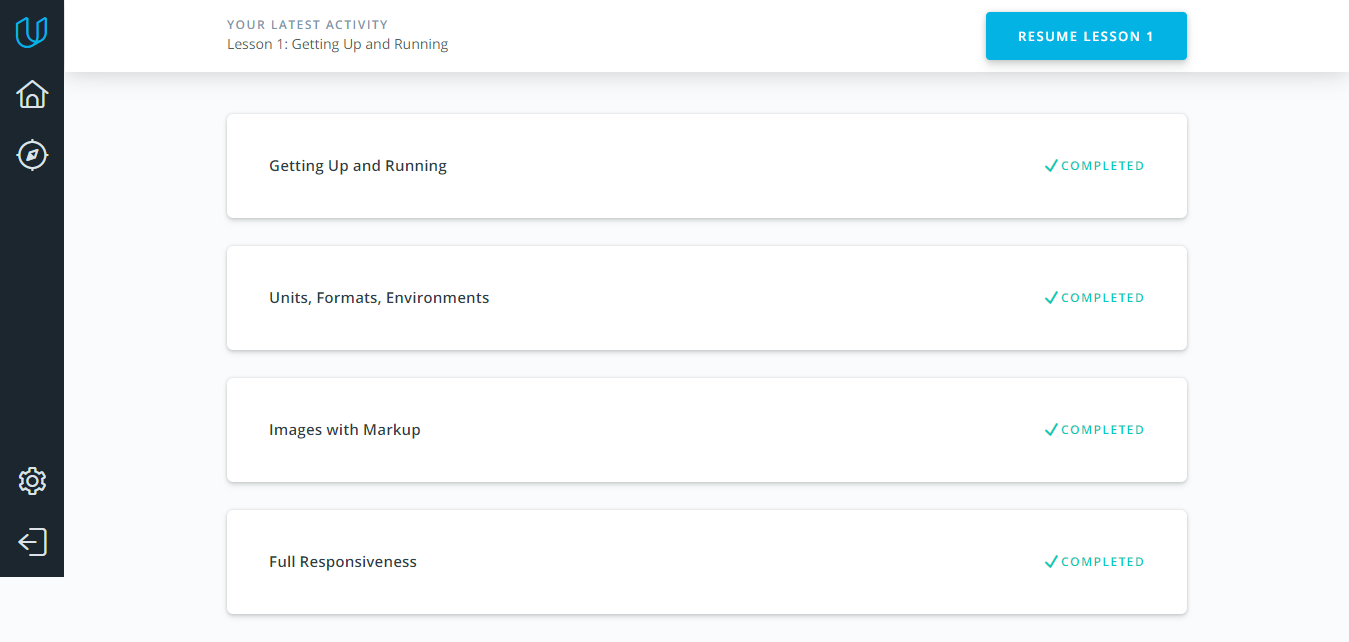 YOUR LATEST ACTIVITY
Lesson 1: Getting Up and Running
RESUME LESSON 1
Getting Up and Running
COMPLETED
Units, Formats, Environments
COMPLETED
Images with Markup
COMPLETED
Full Responsiveness
COMPLETED